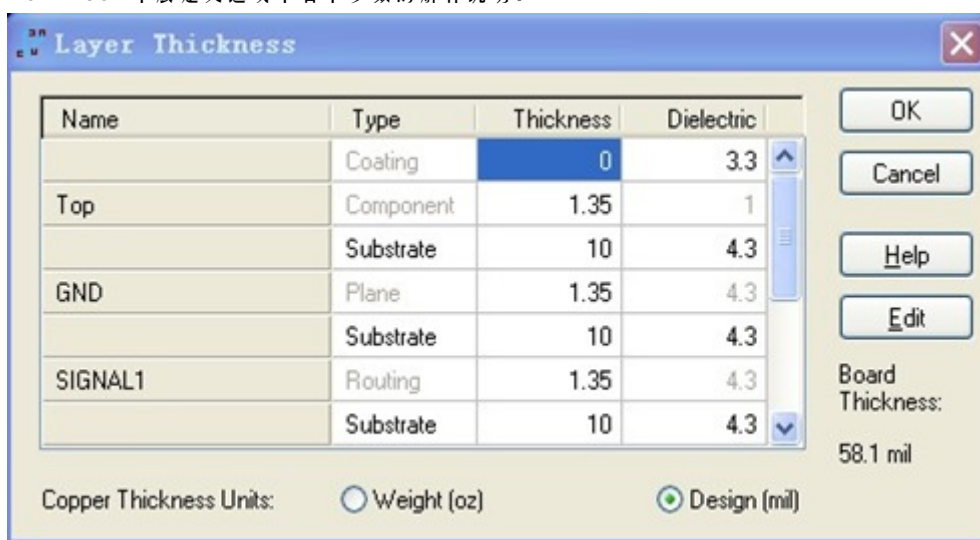 Layer Thickness
Name Type Thickness Dielectric
Coating 0 3.3
Top Component 1.35 1
Substrate 10 4.3
GND Plane 1.35 4.3
Substrate 10 4.3
SIGNAL1 Routing 1.35 4.3
Substrate 10 4.3
Copper Thickness Units: Weight (oz) Design (mil)
OK
Cancel
Help
Edit
Board
Thickness:
58.1 mil